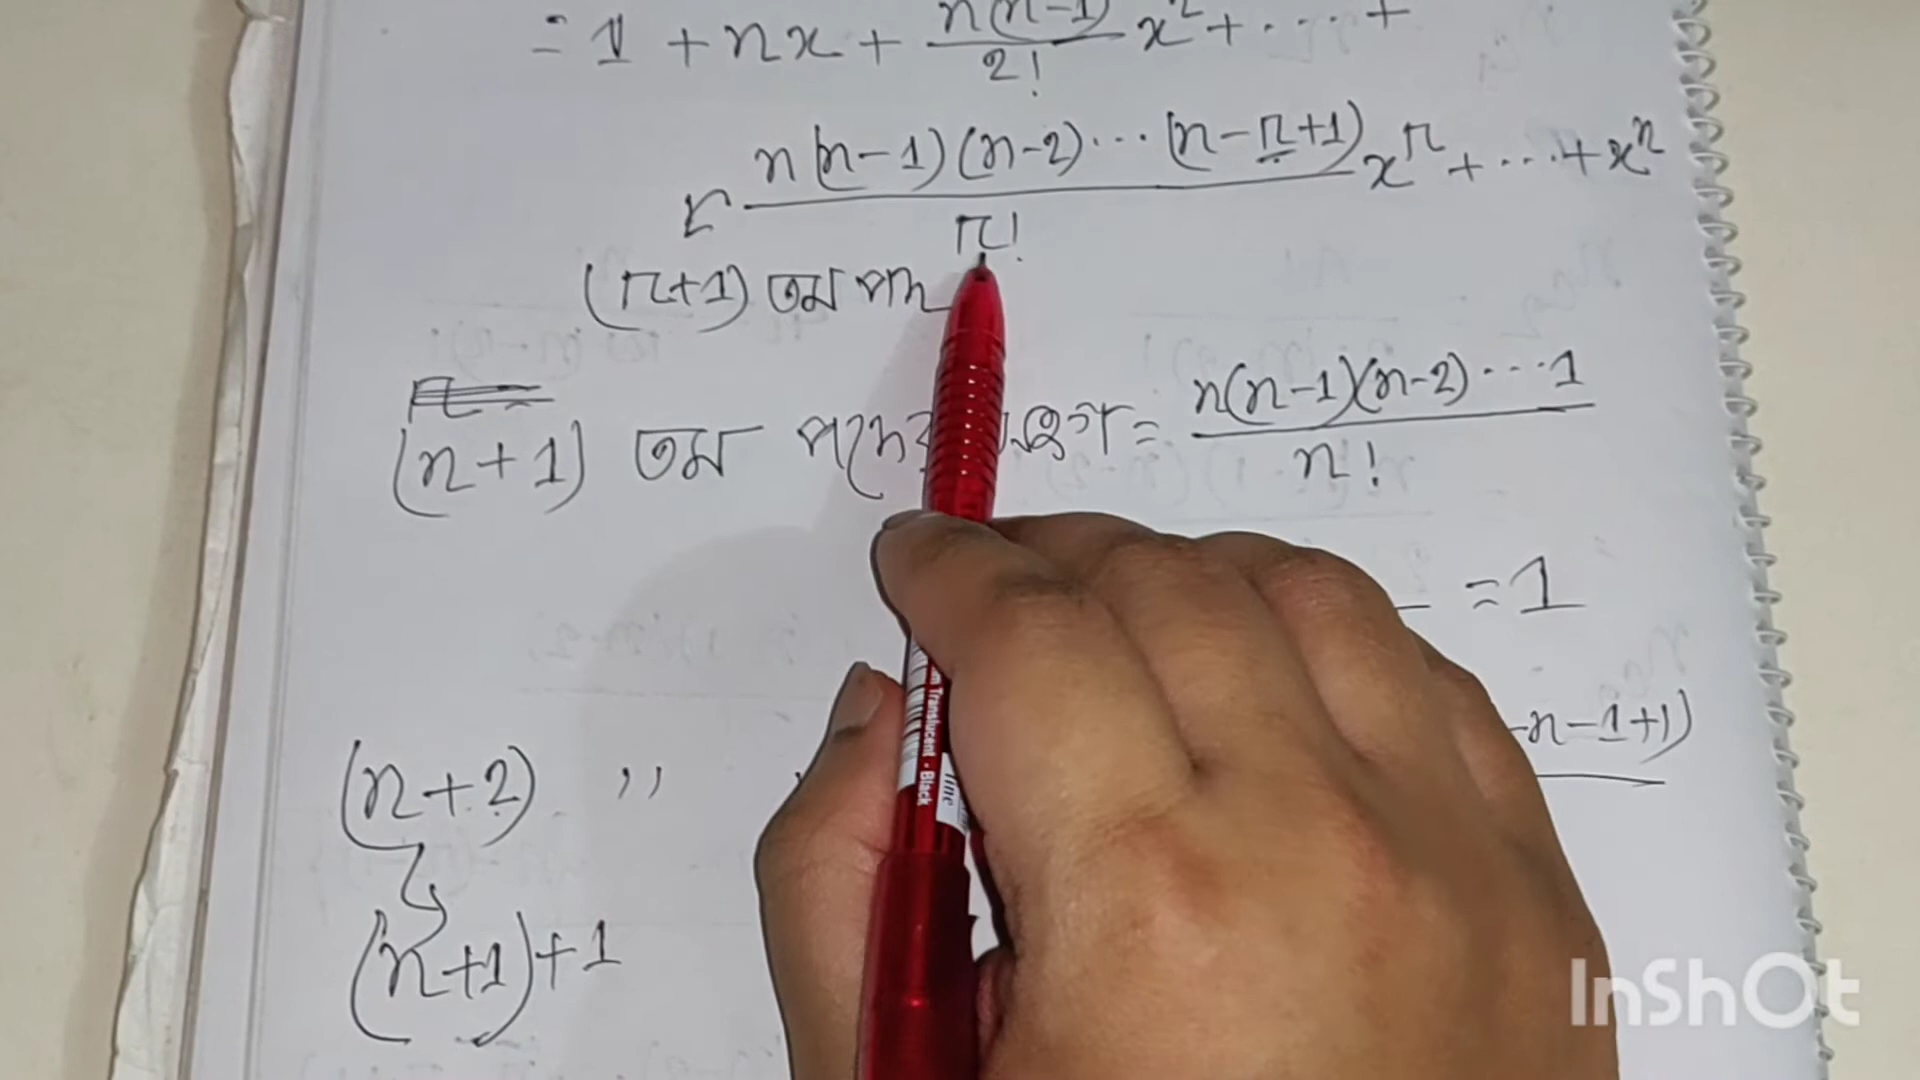 = 1 + nx + n(n-1)/2! x² + ... +
n(n-1)(n-2)...(n-r+1)/r! x^r + ... + x^n
(r+1) তম পদ
(n+1) তম = n(n-1)(n-2)...1/n!
= 1
-n-1+1)
(n+2) ,,
(n+1)+1
Translucent - Black
line
InShOt